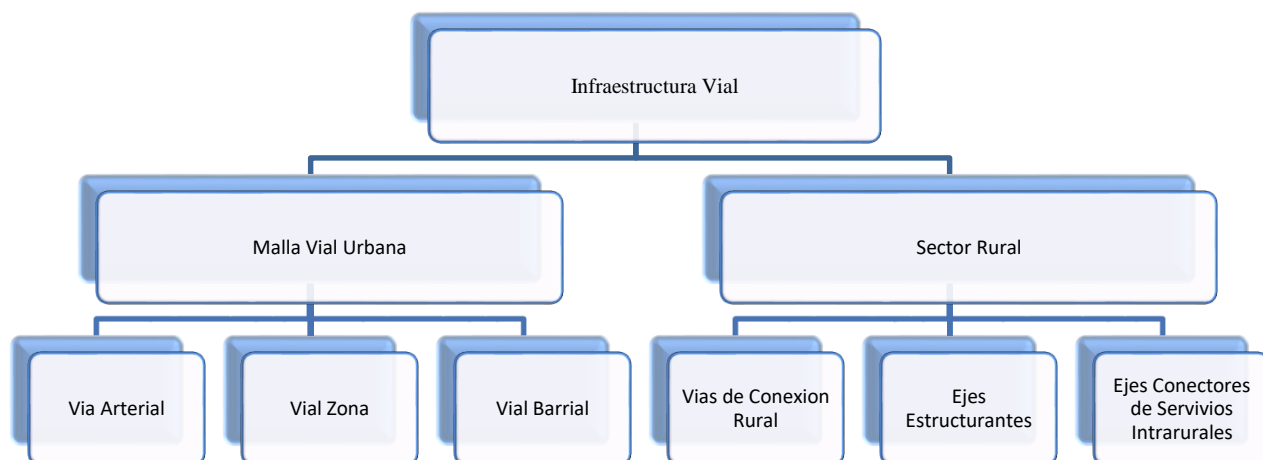 Infraestructura Vial
Malla Vial Urbana
Sector Rural
Via Arterial
Vial Zona
Vial Barrial
Vias de Conexion
Rural
Ejes
Estructurantes
Ejes Conectores
de Servivios
Intrarurales